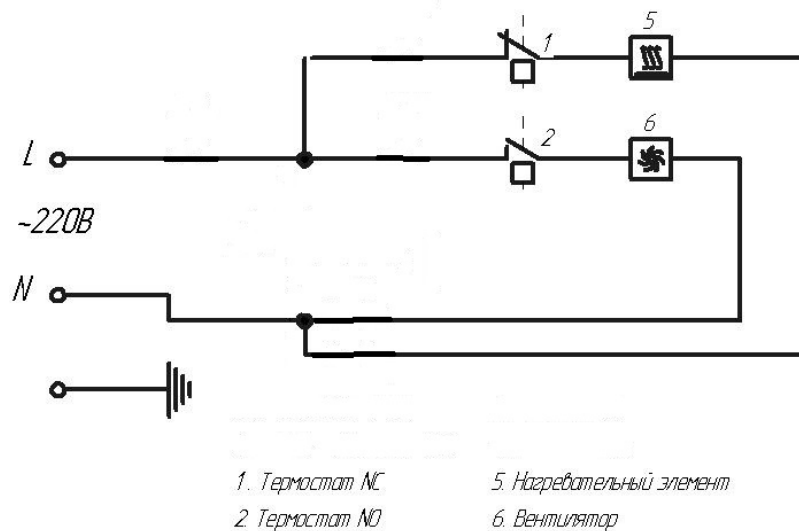 1
5
L
2
6
~220В
N
1. Термостат NC
5. Нагревательный элемент
2 Термостат NO
6. Вентилятор